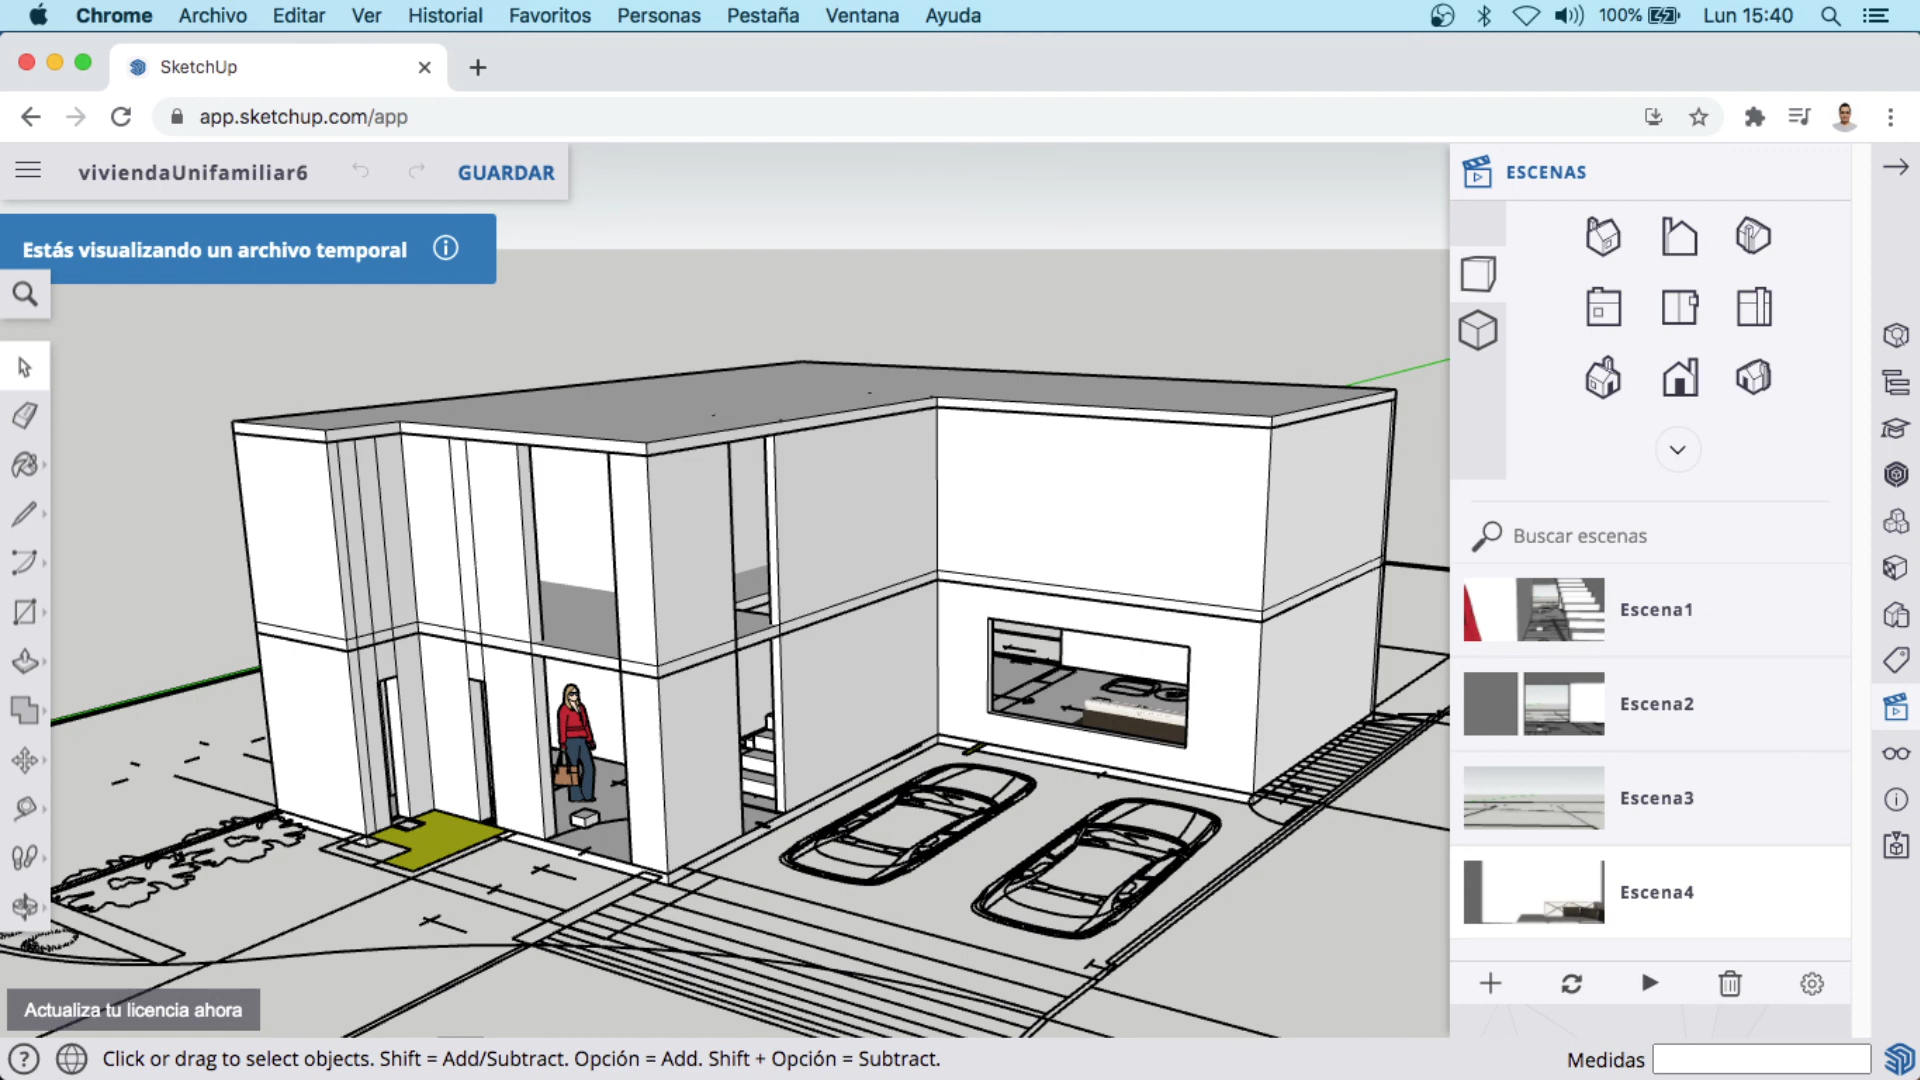 Chrome Archivo Editar Ver Historial Favoritos Personas Pestaña Ventana Ayuda 100% Lun 15:40
SketchUp
app.sketchup.com/app
viviendaUnifamiliar6 GUARDAR
ESCENAS
Estás visualizando un archivo temporal
Buscar escenas
Escena1
Escena2
Escena3
Escena4
Actualiza tu licencia ahora
Click or drag to select objects. Shift = Add/Subtract. Opción = Add. Shift + Opción = Subtract.
Medidas